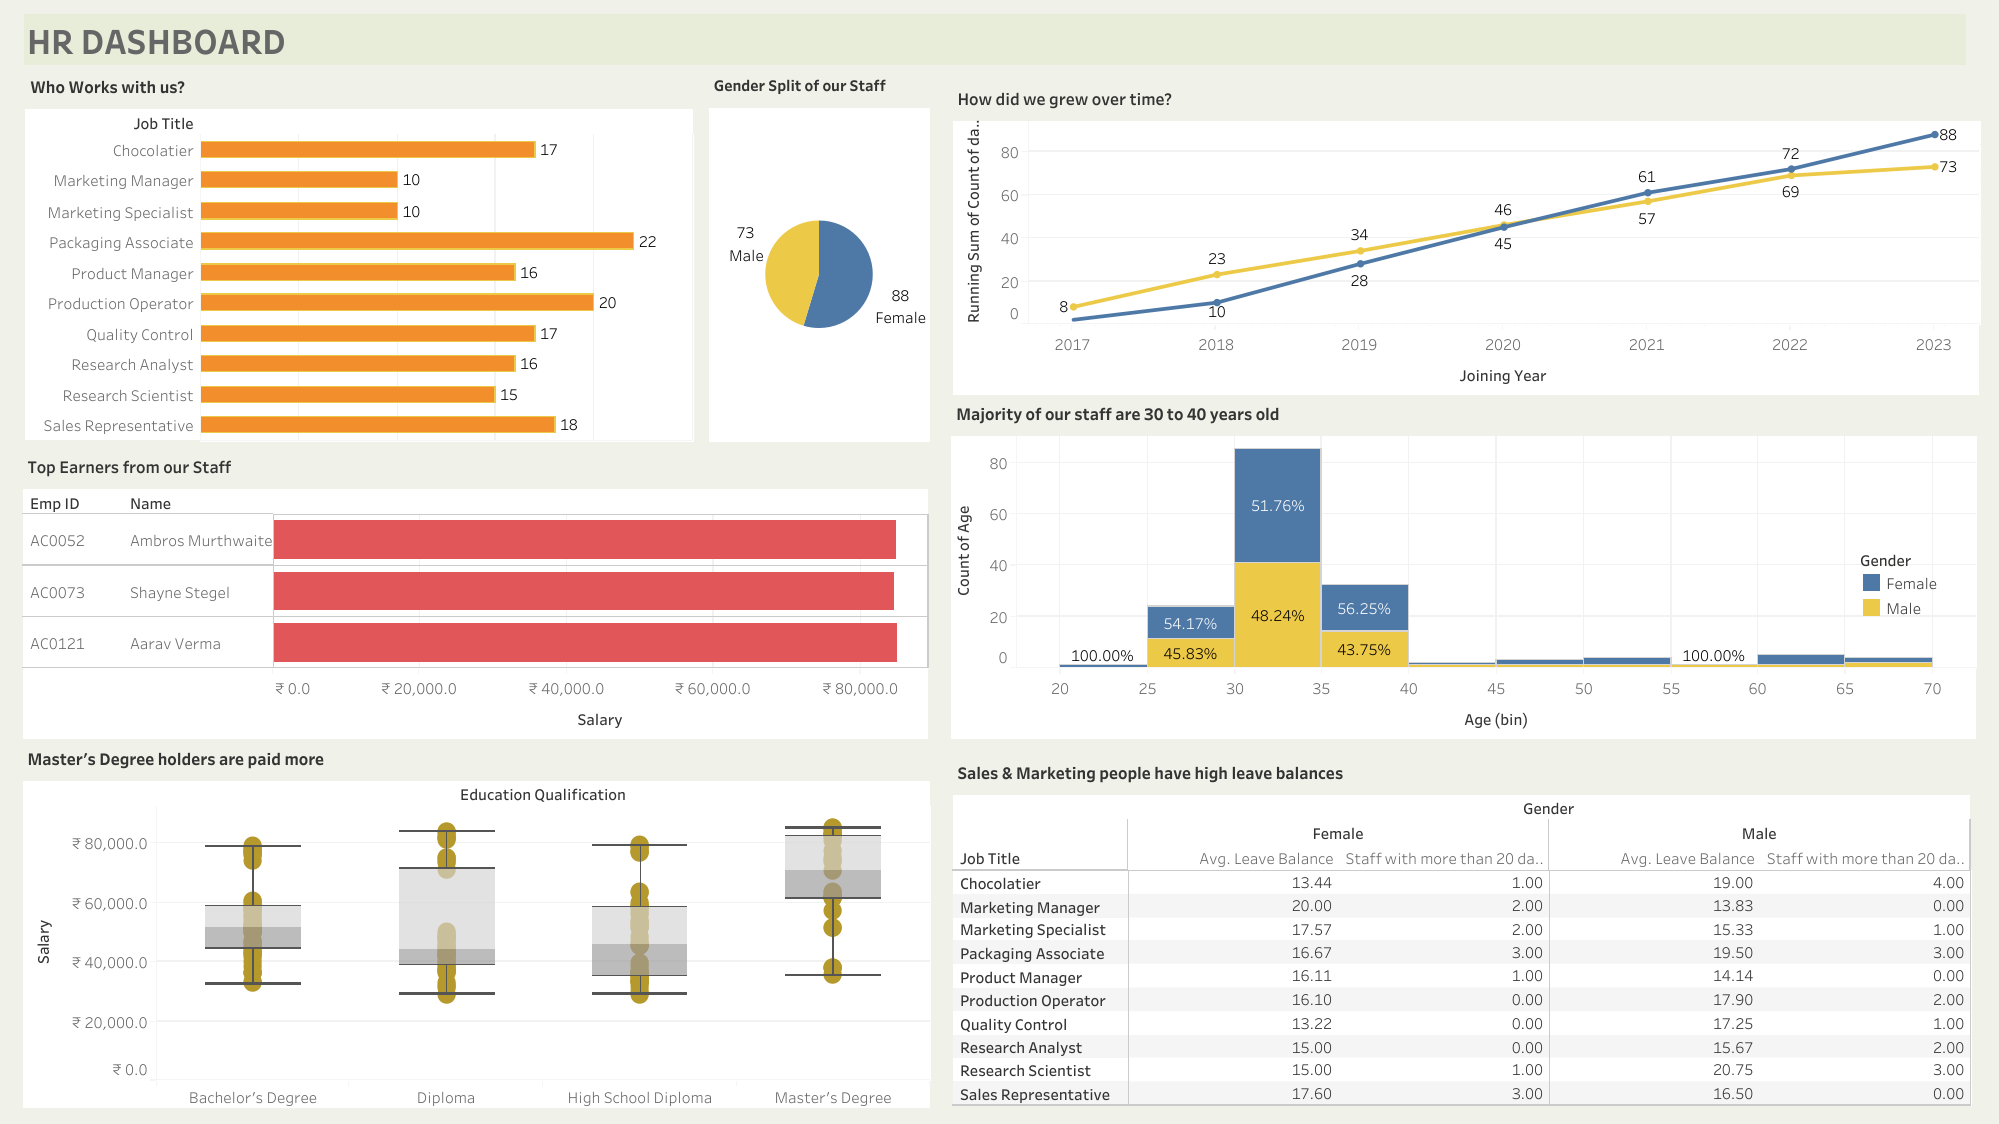 HR DASHBOARD
Who Works with us?
Job Title
Chocolatier 17
Marketing Manager 10
Marketing Specialist 10
Packaging Associate 22
Product Manager 16
Production Operator 20
Quality Control 17
Research Analyst 16
Research Scientist 15
Sales Representative 18
Gender Split of our Staff
73
Male
88
Female
How did we grew over time?
Running Sum of Count of da..
80
60
40
20
0
8
23
10
34
28
46
45
61
57
72
69
88
73
2017 2018 2019 2020 2021 2022 2023
Joining Year
Top Earners from our Staff
Emp ID Name
AC0052 Ambros Murthwaite
AC0073 Shayne Stegel
AC0121 Aarav Verma
₹ 0.0 ₹ 20,000.0 ₹ 40,000.0 ₹ 60,000.0 ₹ 80,000.0
Salary
Majority of our staff are 30 to 40 years old
Count of Age
80
60
40
20
0
100.00%
54.17%
45.83%
51.76%
48.24%
56.25%
43.75%
100.00%
Gender
Female
Male
20 25 30 35 40 45 50 55 60 65 70
Age (bin)
Master's Degree holders are paid more
Education Qualification
Salary
₹ 80,000.0
₹ 60,000.0
₹ 40,000.0
₹ 20,000.0
₹ 0.0
Bachelor's Degree Diploma High School Diploma Master's Degree
Sales & Marketing people have high leave balances
Gender
Female Male
Job Title Avg. Leave Balance Staff with more than 20 da.. Avg. Leave Balance Staff with more than 20 da..
Chocolatier 13.44 1.00 19.00 4.00
Marketing Manager 20.00 2.00 13.83 0.00
Marketing Specialist 17.57 2.00 15.33 1.00
Packaging Associate 16.67 3.00 19.50 3.00
Product Manager 16.11 1.00 14.14 0.00
Production Operator 16.10 0.00 17.90 2.00
Quality Control 13.22 0.00 17.25 1.00
Research Analyst 15.00 0.00 15.67 2.00
Research Scientist 15.00 1.00 20.75 3.00
Sales Representative 17.60 3.00 16.50 0.00